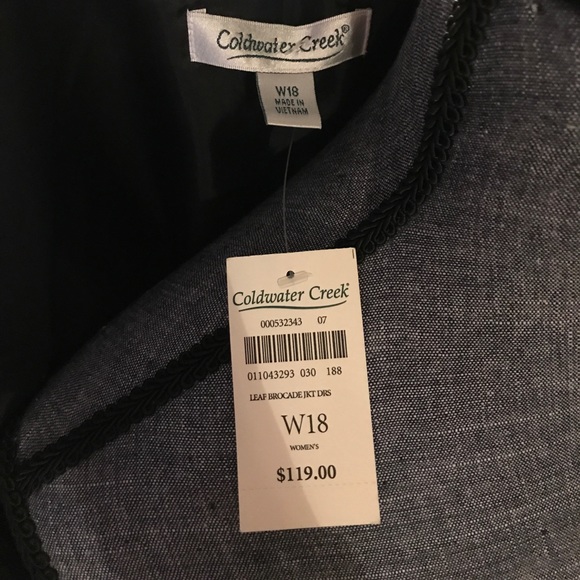 Coldwater Creek®
W18
MADE IN
VIETNAM
Coldwater Creek®
000532343 07
011043293 030 188
LEAF BROCADE JKT DRS
W18
WOMEN'S
$119.00